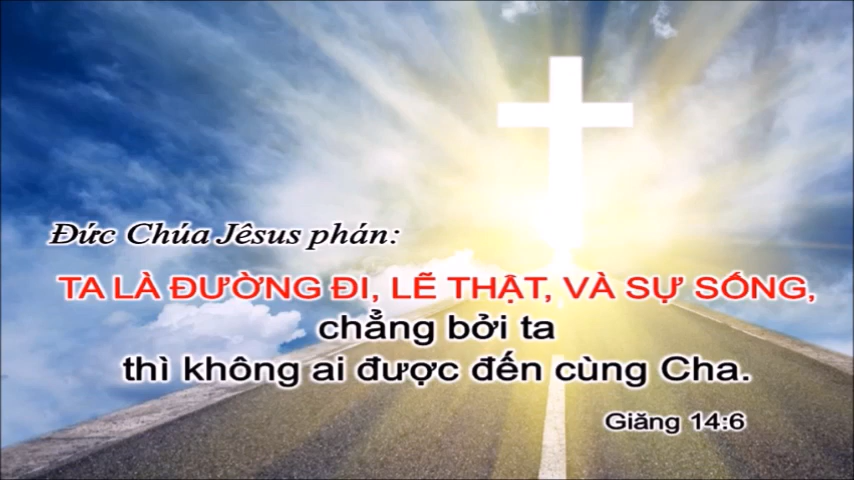 Đức Chúa Jêsus phán:
TA LÀ ĐƯỜNG ĐI, LẼ THẬT, VÀ SỰ SỐNG,
chẳng bởi ta
thì không ai được đến cùng Cha.
Giăng 14:6